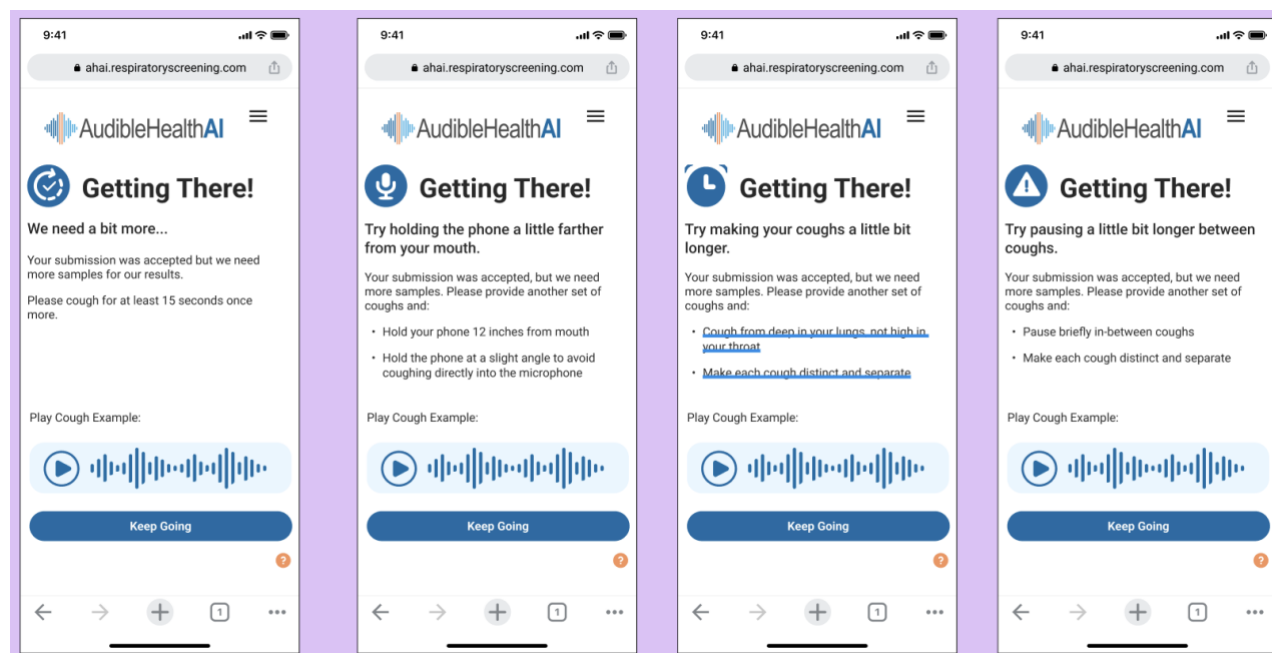 9:41
ahai.respiratoryscreening.com
AudibleHealthAI
Getting There!
We need a bit more...
Your submission was accepted but we need
more samples for our results.
Please cough for at least 15 seconds once
more.
Play Cough Example:
Keep Going
?
1
9:41
ahai.respiratoryscreening.com
AudibleHealthAI
Getting There!
Try holding the phone a little farther
from your mouth.
Your submission was accepted, but we need
more samples. Please provide another set of
coughs and:
• Hold your phone 12 inches from mouth
• Hold the phone at a slight angle to avoid
coughing directly into the microphone
Play Cough Example:
Keep Going
?
1
9:41
ahai.respiratoryscreening.com
AudibleHealthAI
Getting There!
Try making your coughs a little bit
longer.
Your submission was accepted, but we need
more samples. Please provide another set of
coughs and:
• Cough from deep in your lungs, not high in
your throat
• Make each cough distinct and separate
Play Cough Example:
Keep Going
?
1
9:41
ahai.respiratoryscreening.com
AudibleHealthAI
Getting There!
Try pausing a little bit longer between
coughs.
Your submission was accepted, but we need
more samples. Please provide another set of
coughs and:
• Pause briefly in-between coughs
• Make each cough distinct and separate
Play Cough Example:
Keep Going
?
1